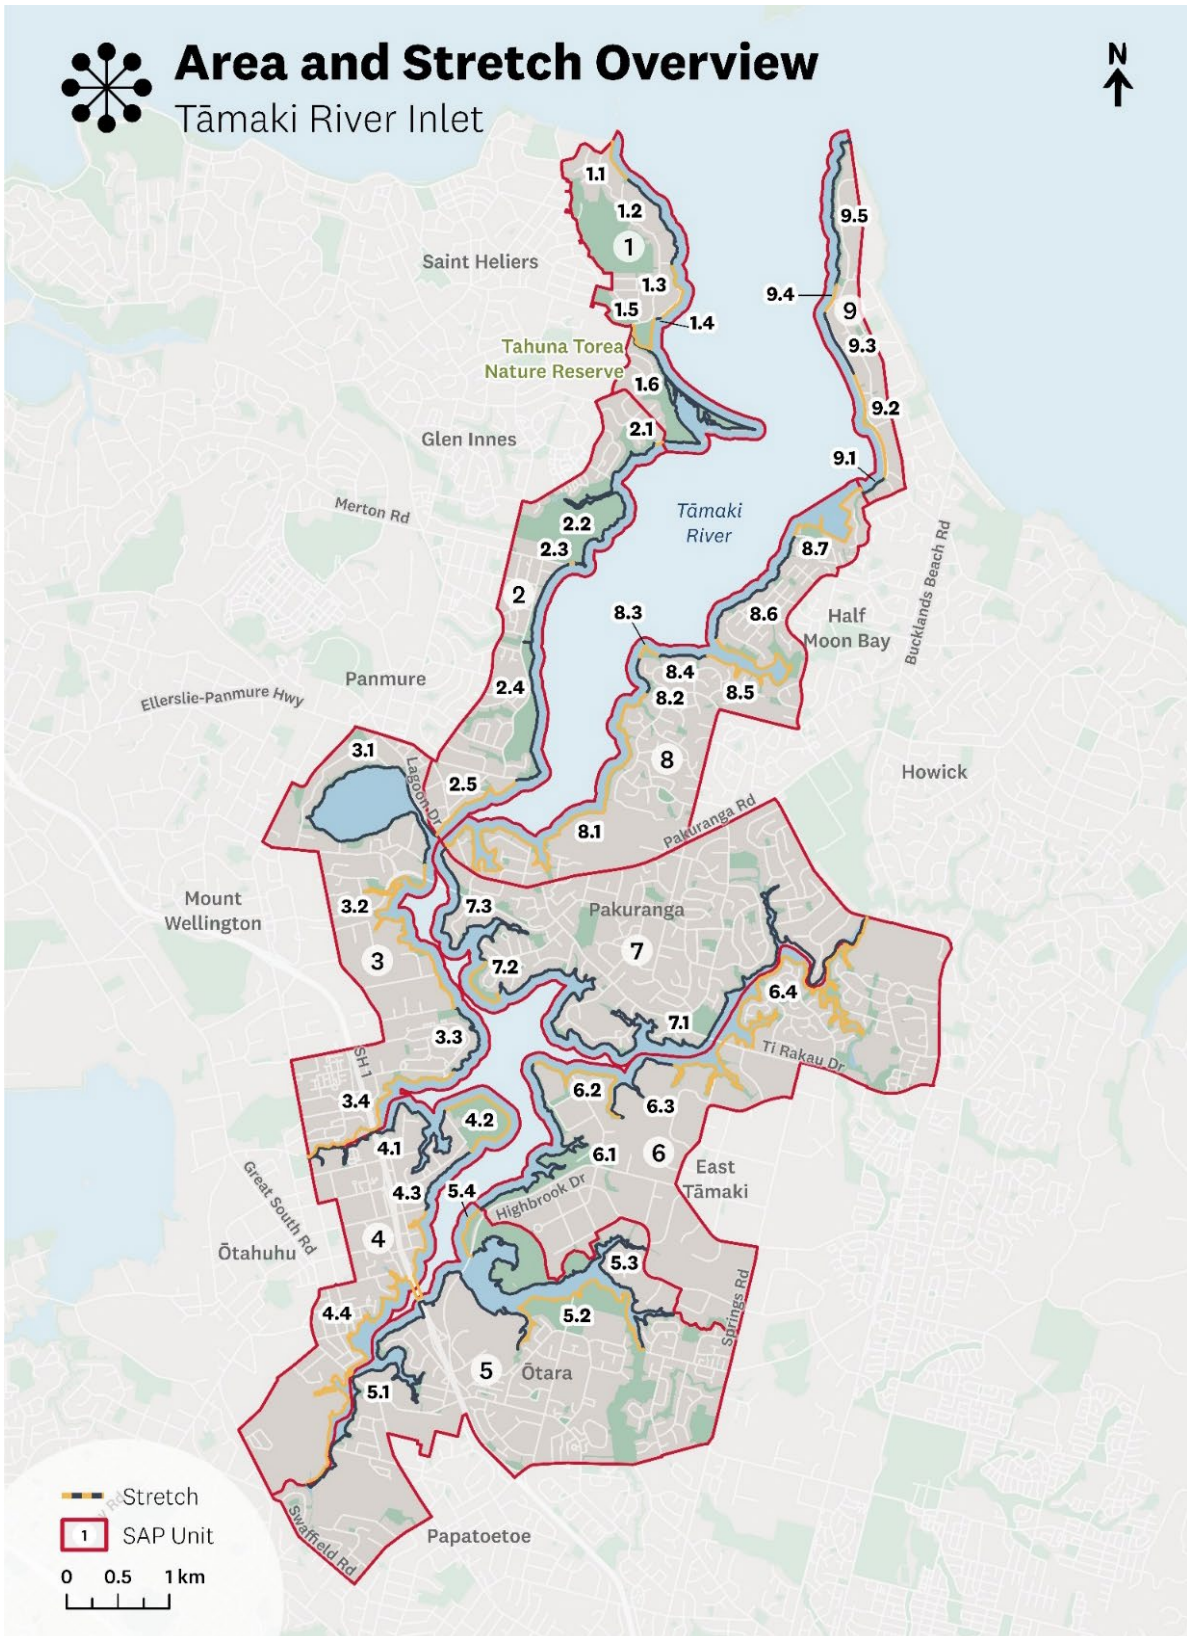 Area and Stretch Overview
Tāmaki River Inlet
N
1.1
1.2
1
9.5
Saint Heliers
1.3
9.4
1.5
9
1.4
Tahuna Torea
Nature Reserve
9.3
1.6
9.2
2.1
Glen Innes
9.1
Merton Rd
Tāmaki
River
2.2
2.3
8.7
Bucklands Beach Rd
2
8.3
8.6
Half
Moon Bay
8.4
Panmure
2.4
8.2
8.5
Ellerslie-Panmure Hwy
3.1
8
Lagoon Dr
2.5
Howick
8.1
Pakuranga Rd
Mount
Wellington
3.2
7.3
Pakuranga
3
7
7.2
6.4
7.1
3.3
Ti Rakau Dr
SH 1
6.2
3.4
6.3
4.2
4.1
6.1
6
East
Tāmaki
Great South Rd
4.3
5.4
Highbrook Dr
4
Ōtahuhu
5.3
4.4
5.2
Springs Rd
5
Ōtara
5.1
Stretch
Rd
1
SAP Unit
Swaffield Rd
Papatoetoe
0 0.5 1 km